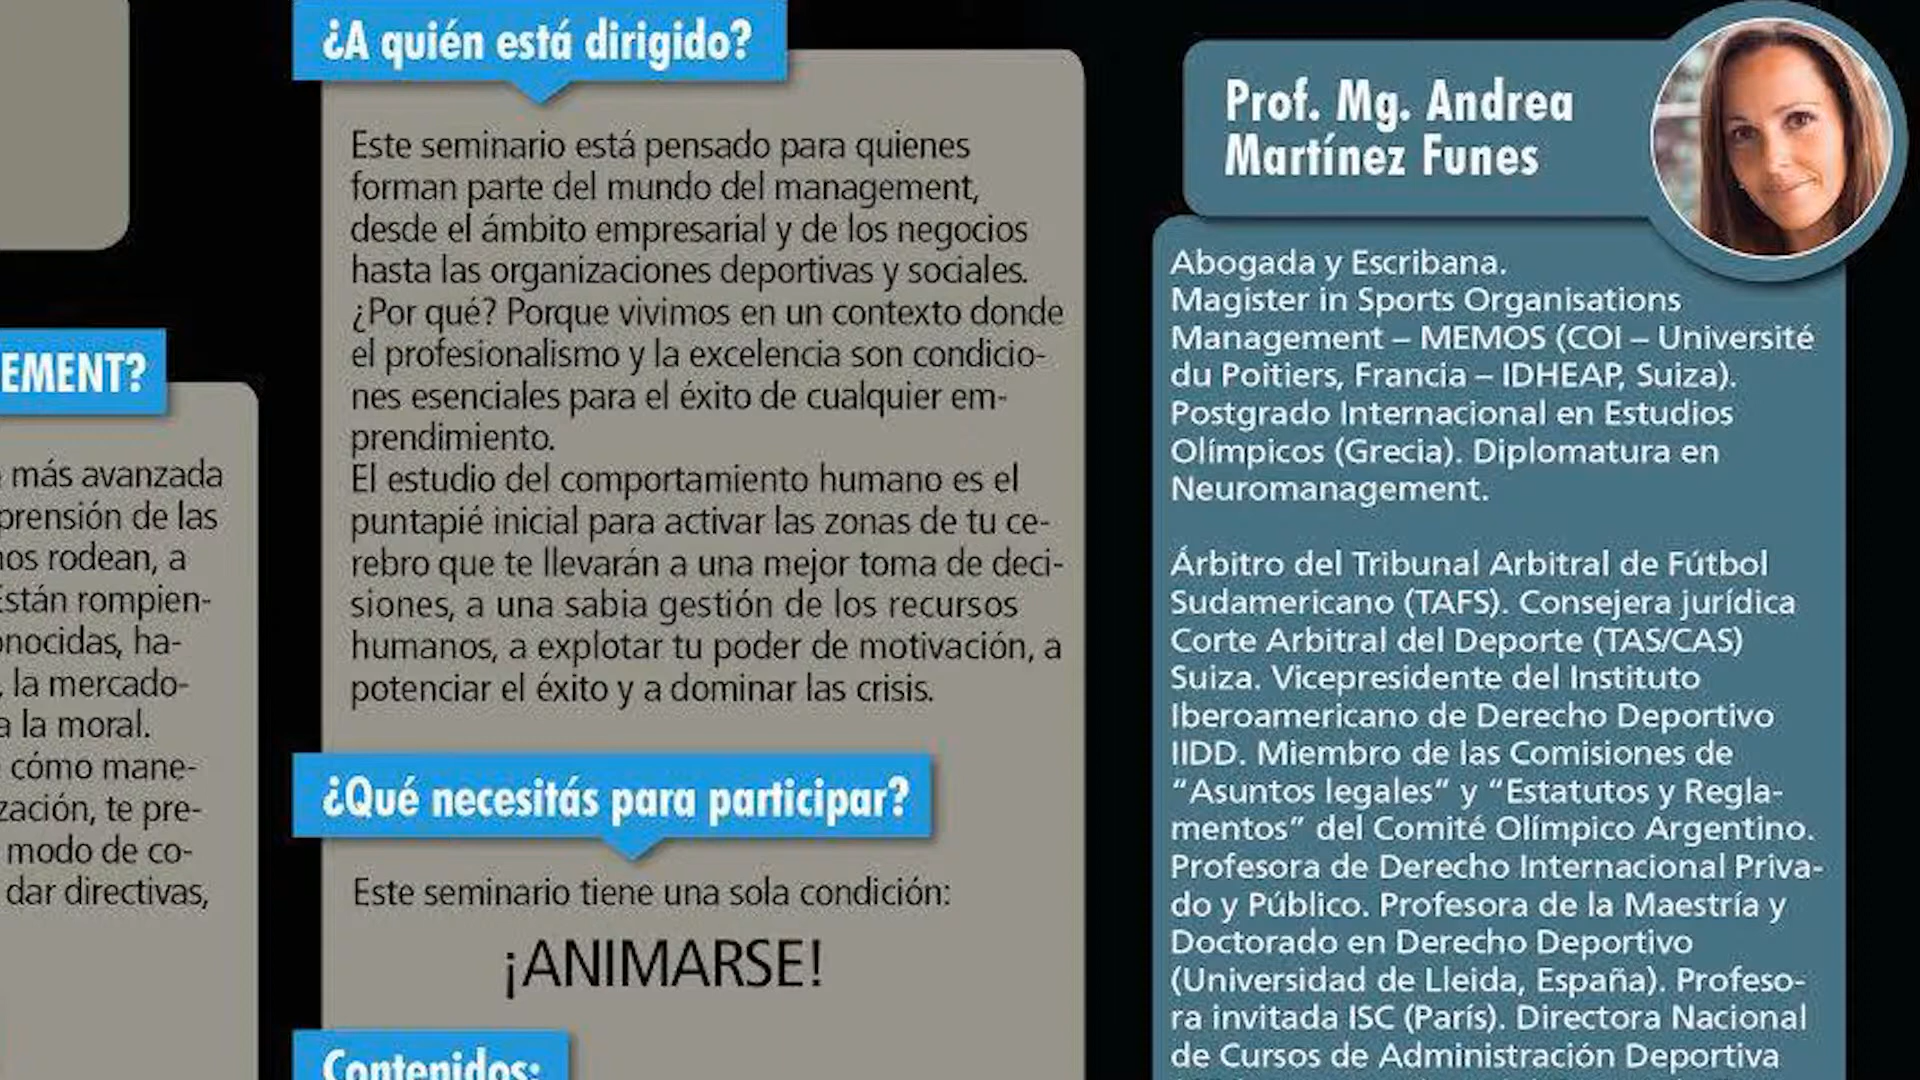 EMENT?
más avanzada
prensión de las
nos rodean, a
Están rompien-
onocidas, ha-
, la mercado-
a la moral.
cómo mane-
zación, te pre-
modo de co-
dar directivas,
¿A quién está dirigido?
Este seminario está pensado para quienes
forman parte del mundo del management,
desde el ámbito empresarial y de los negocios
hasta las organizaciones deportivas y sociales.
¿Por qué? Porque vivimos en un contexto donde
el profesionalismo y la excelencia son condicio-
nes esenciales para el éxito de cualquier em-
prendimiento.
El estudio del comportamiento humano es el
puntapié inicial para activar las zonas de tu ce-
rebro que te llevarán a una mejor toma de deci-
siones, a una sabia gestión de los recursos
humanos, a explotar tu poder de motivación, a
potenciar el éxito y a dominar las crisis.
¿Qué necesitás para participar?
Este seminario tiene una sola condición:
¡ANIMARSE!
Contenidos:
Prof. Mg. Andrea
Martínez Funes
Abogada y Escribana.
Magister in Sports Organisations
Management – MEMOS (COI – Université
du Poitiers, Francia – IDHEAP, Suiza).
Postgrado Internacional en Estudios
Olímpicos (Grecia). Diplomatura en
Neuromanagement.
Árbitro del Tribunal Arbitral de Fútbol
Sudamericano (TAFS). Consejera jurídica
Corte Arbitral del Deporte (TAS/CAS)
Suiza. Vicepresidente del Instituto
Iberoamericano de Derecho Deportivo
IIDD. Miembro de las Comisiones de
“Asuntos legales” y “Estatutos y Regla-
mentos” del Comité Olímpico Argentino.
Profesora de Derecho Internacional Priva-
do y Público. Profesora de la Maestría y
Doctorado en Derecho Deportivo
(Universidad de Lleida, España). Profeso-
ra invitada ISC (París). Directora Nacional
de Cursos de Administración Deportiva